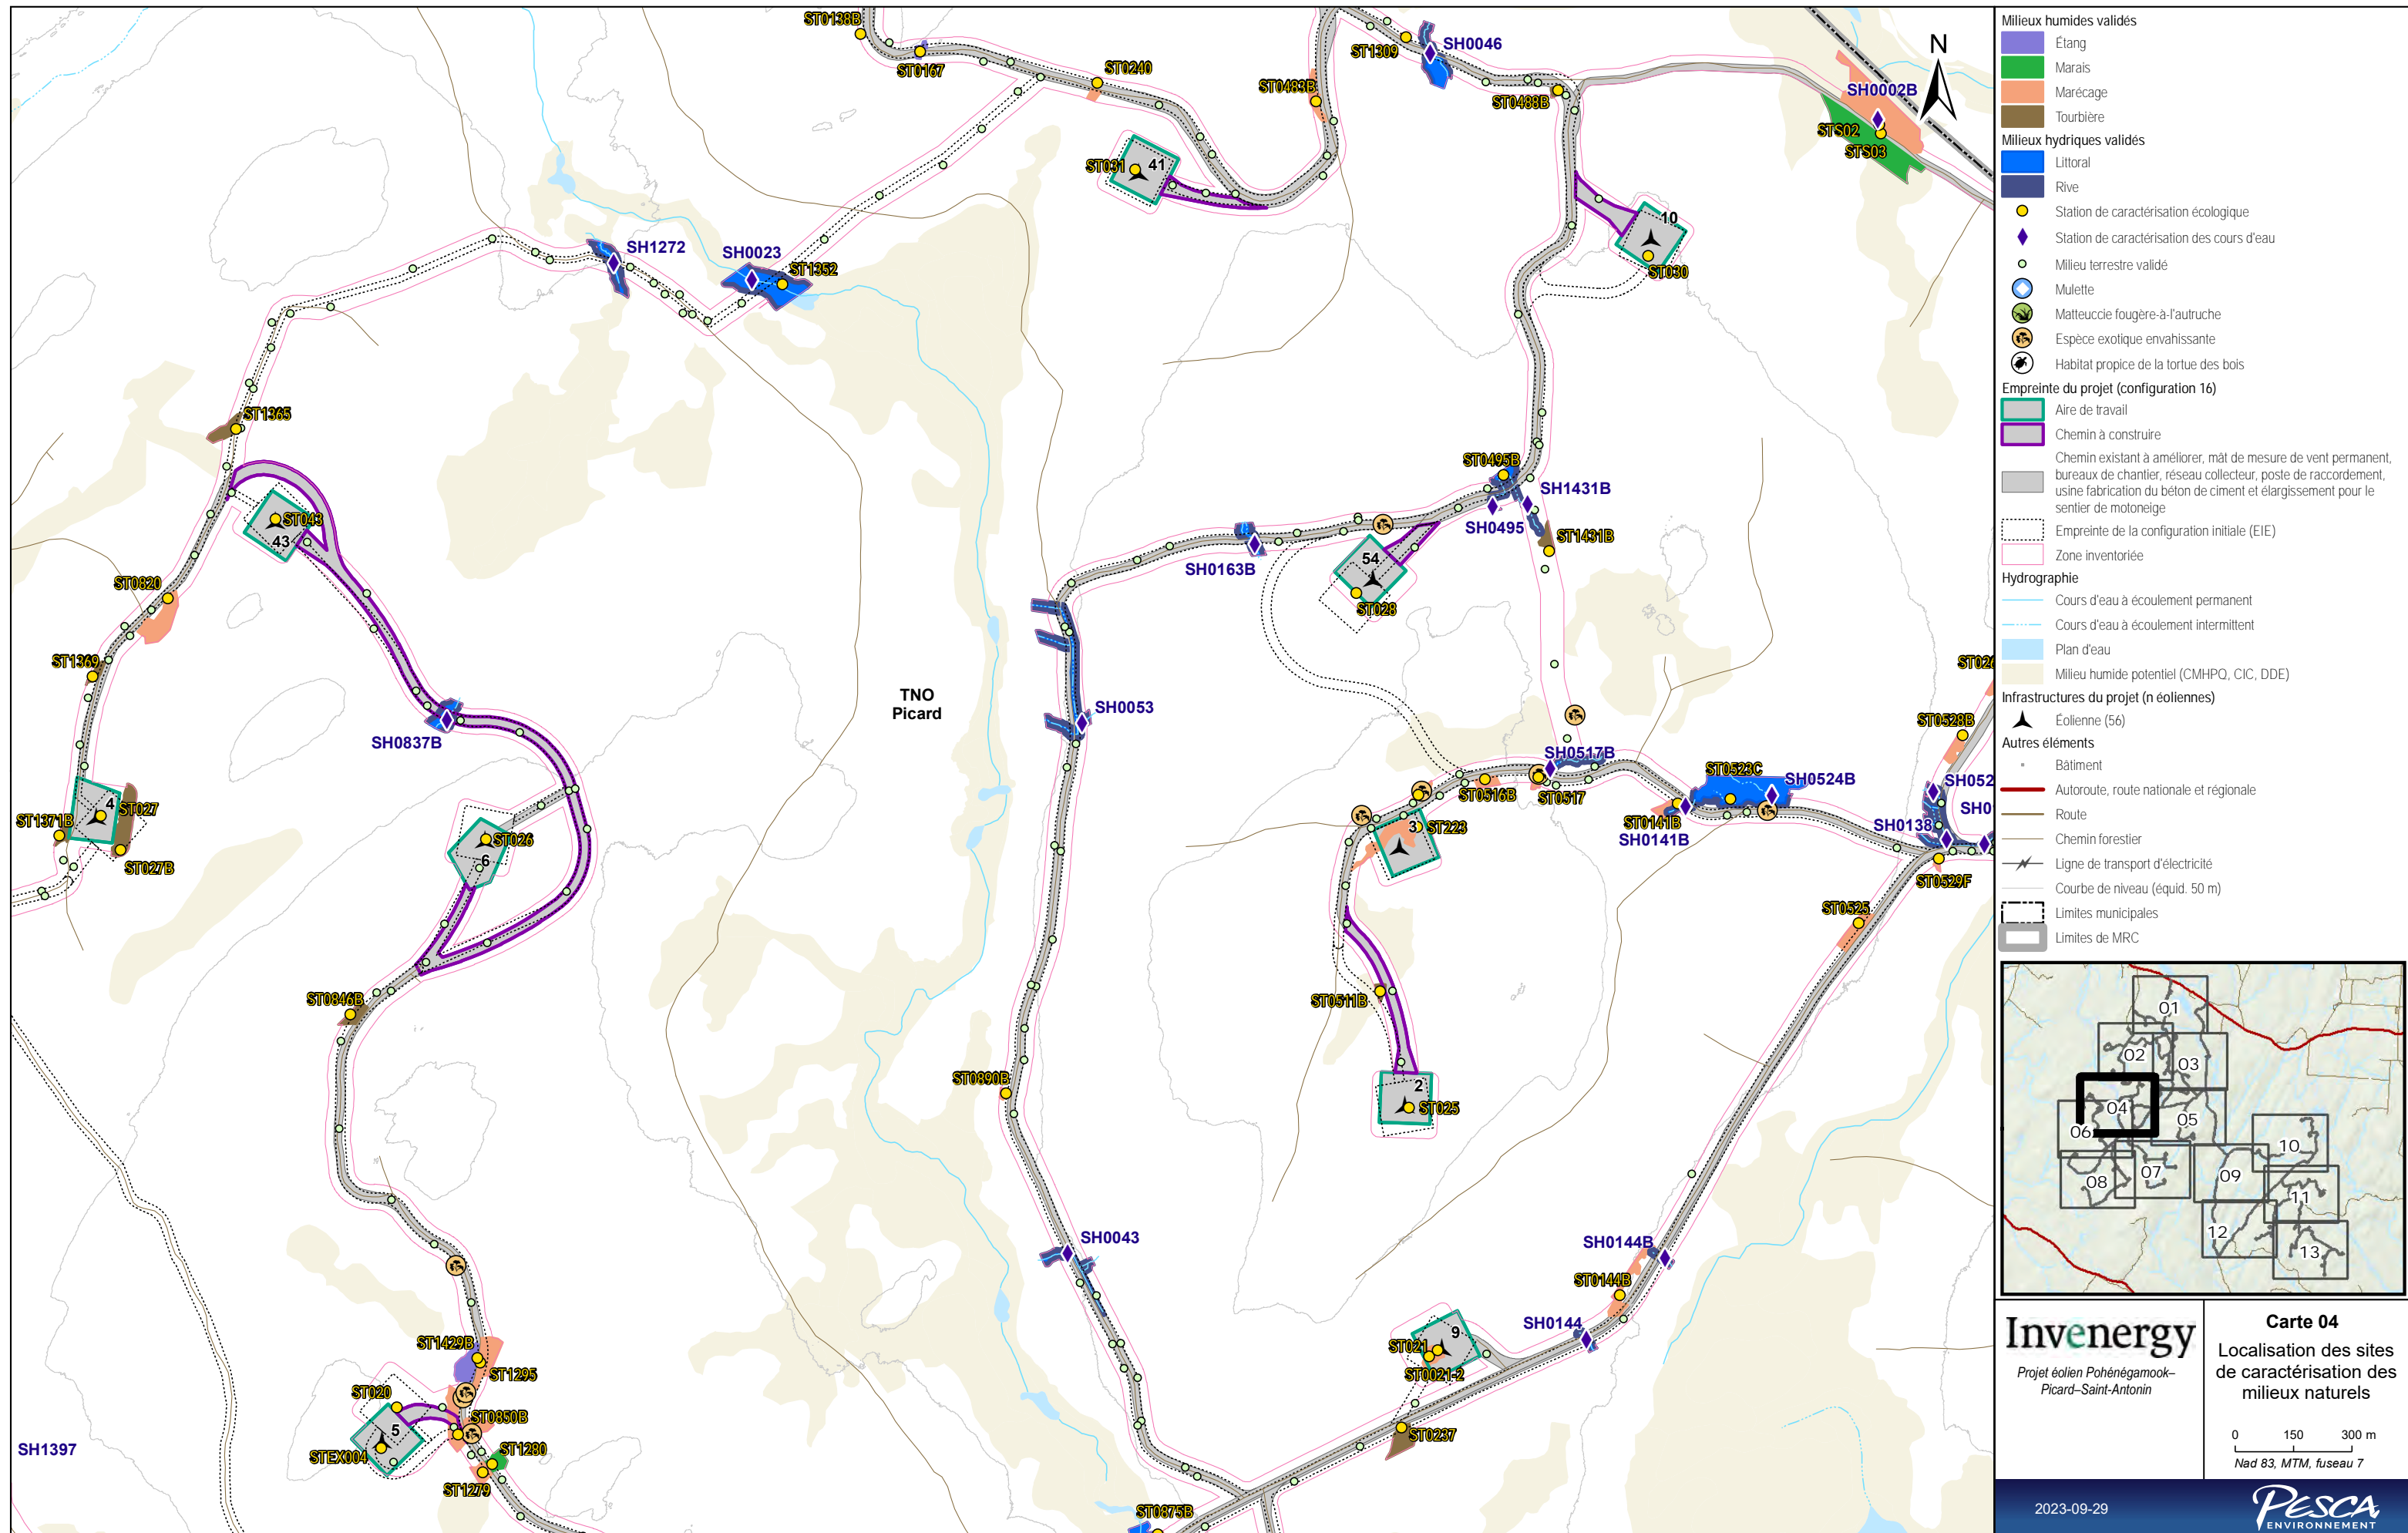 ST0138B
ST0167
ST0240
ST0483B
ST1309
SH0046
ST0488B
SH0002B
STS02
STS03
ST031
41
10
ST030
SH1272
SH0023
ST1352
ST1365
ST043
43
ST0820
ST1369
SH0837B
4
ST027
ST1371B
ST027B
ST026
6
ST0846B
TNO
Picard
ST0495B
SH1431B
SH0495
ST1431B
SH0163B
54
ST028
SH0053
SH0517B
ST0516B
ST0517
ST0523C
SH0524B
ST0141B
SH0141B
3
ST223
ST026
ST0528B
SH052
SH01
SH0138
ST0529F
ST0525
ST0511B
2
ST025
ST0890B
SH0043
SH0144B
ST0144B
SH0144
9
ST021
ST0021-2
ST0237
ST0875B
ST1429B
ST1295
ST020
5
ST0850B
STEX004
ST1280
ST1279
SH1397
N
Milieux humides validés
Étang
Marais
Marécage
Tourbière
Milieux hydriques validés
Littoral
Rive
Station de caractérisation écologique
Station de caractérisation des cours d'eau
Milieu terrestre validé
Mulette
Matteuccie fougère-à-l'autruche
Espèce exotique envahissante
Habitat propice de la tortue des bois
Empreinte du projet (configuration 16)
Aire de travail
Chemin à construire
Chemin existant à améliorer, mât de mesure de vent permanent,
bureaux de chantier, réseau collecteur, poste de raccordement,
usine fabrication du béton de ciment et élargissement pour le
sentier de motoneige
Empreinte de la configuration initiale (EIE)
Zone inventoriée
Hydrographie
Cours d'eau à écoulement permanent
Cours d'eau à écoulement intermittent
Plan d'eau
Milieu humide potentiel (CMHPQ, CIC, DDE)
Infrastructures du projet (n éoliennes)
Éolienne (56)
Autres éléments
Bâtiment
Autoroute, route nationale et régionale
Route
Chemin forestier
Ligne de transport d'électricité
Courbe de niveau (équid. 50 m)
Limites municipales
Limites de MRC
01
02
03
04
05
06
07
08
09
10
11
12
13
Invenergy
Projet éolien Pohénégamook–
Picard–Saint-Antonin
Carte 04
Localisation des sites
de caractérisation des
milieux naturels
0 150 300 m
Nad 83, MTM, fuseau 7
2023-09-29
PESCA
ENVIRONNEMENT